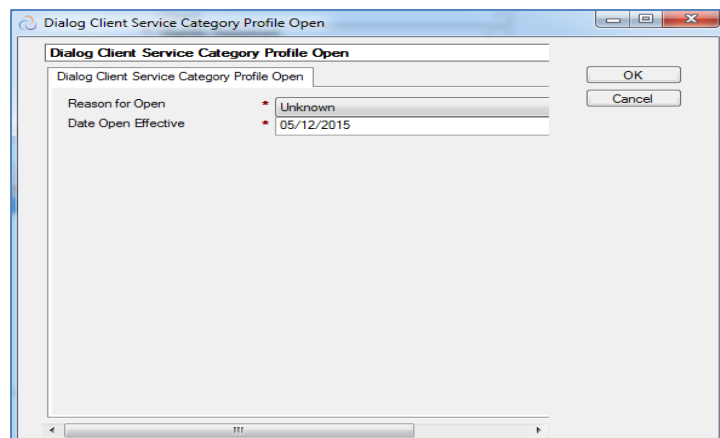 Dialog Client Service Category Profile Open
Dialog Client Service Category Profile Open
Dialog Client Service Category Profile Open
OK
Reason for Open * Unknown
Cancel
Date Open Effective * 05/12/2015